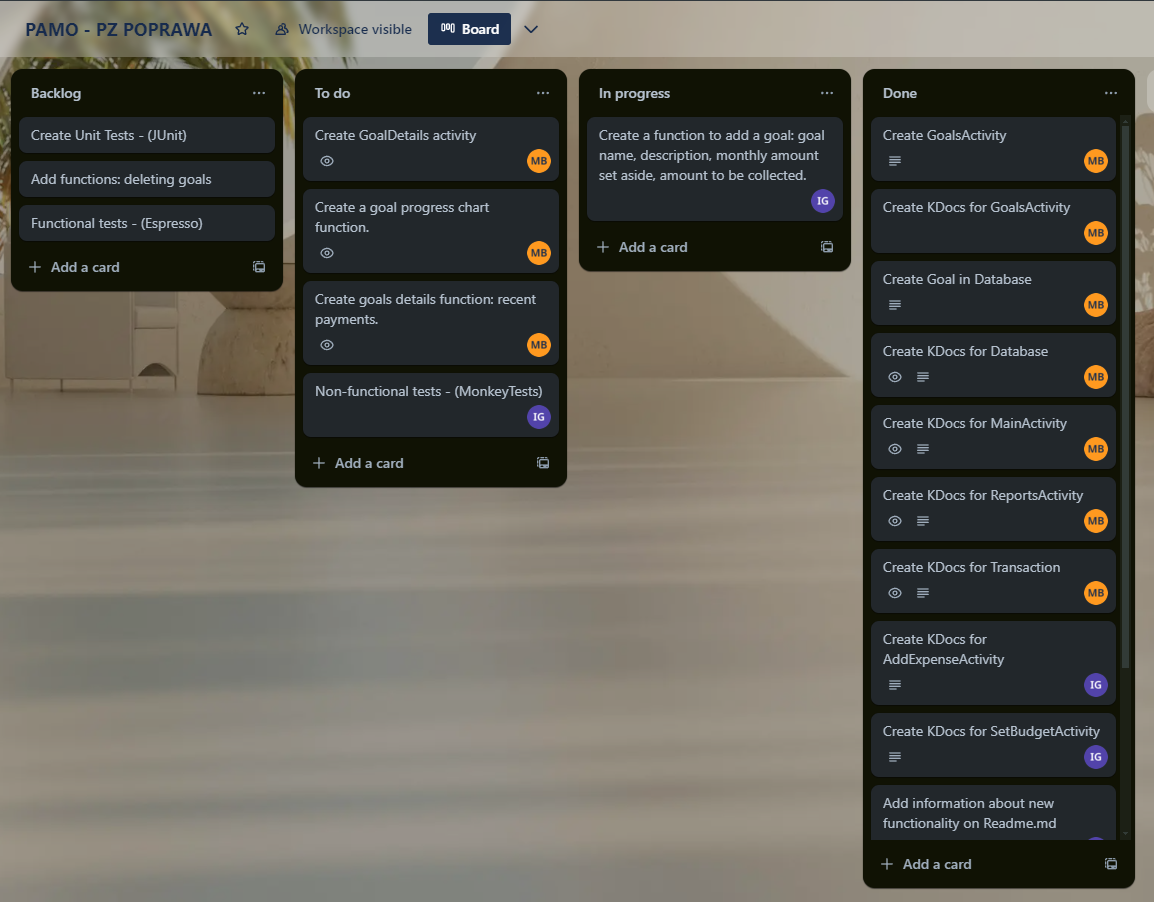 PAMO - PZ POPRAWA
Workspace visible
Board
Backlog
Create Unit Tests - (JUnit)
Add functions: deleting goals
Functional tests - (Espresso)
Add a card
To do
Create GoalDetails activity
MB
Create a goal progress chart
function.
MB
Create goals details function: recent
payments.
MB
Non-functional tests - (MonkeyTests)
IG
Add a card
In progress
Create a function to add a goal: goal
name, description, monthly amount
set aside, amount to be collected.
IG
Add a card
Done
Create GoalsActivity
MB
Create KDocs for GoalsActivity
MB
Create Goal in Database
MB
Create KDocs for Database
MB
Create KDocs for MainActivity
MB
Create KDocs for ReportsActivity
MB
Create KDocs for Transaction
MB
Create KDocs for
AddExpenseActivity
IG
Create KDocs for SetBudgetActivity
IG
Add information about new
functionality on Readme.md
Add a card